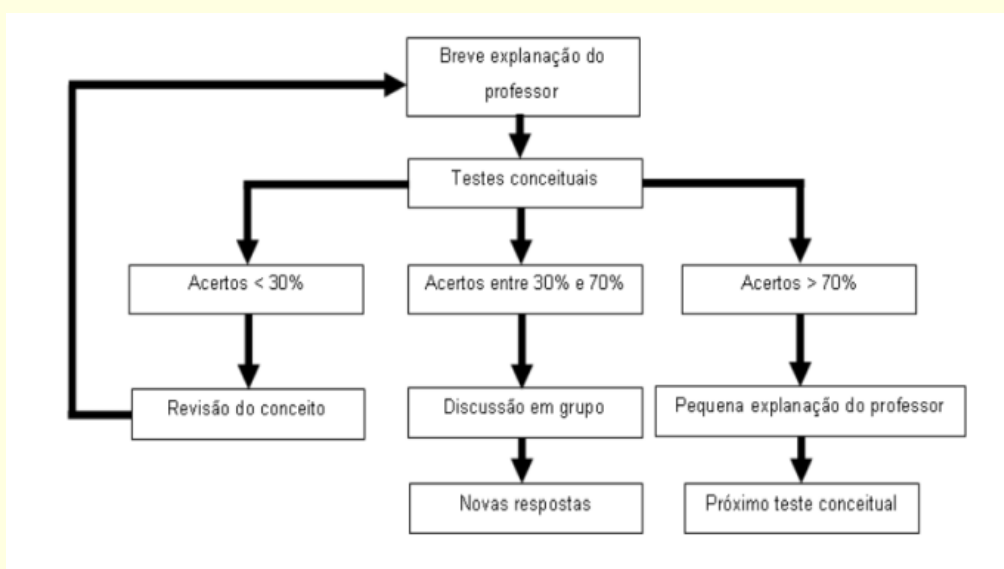 Breve explanação do
professor
Testes conceituais
Acertos < 30%
Acertos entre 30% e 70%
Acertos > 70%
Revisão do conceito
Discussão em grupo
Pequena explanação do professor
Novas respostas
Próximo teste conceitual